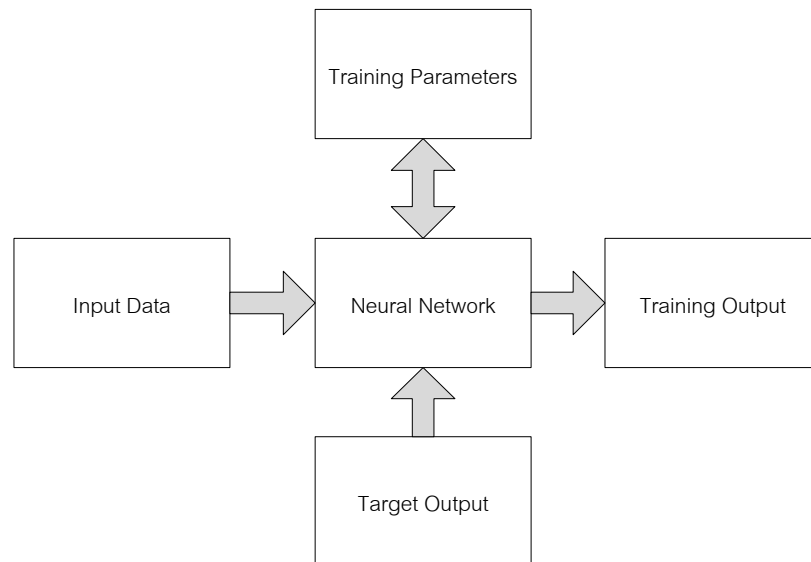 Training Parameters
Input Data
Neural Network
Training Output
Target Output